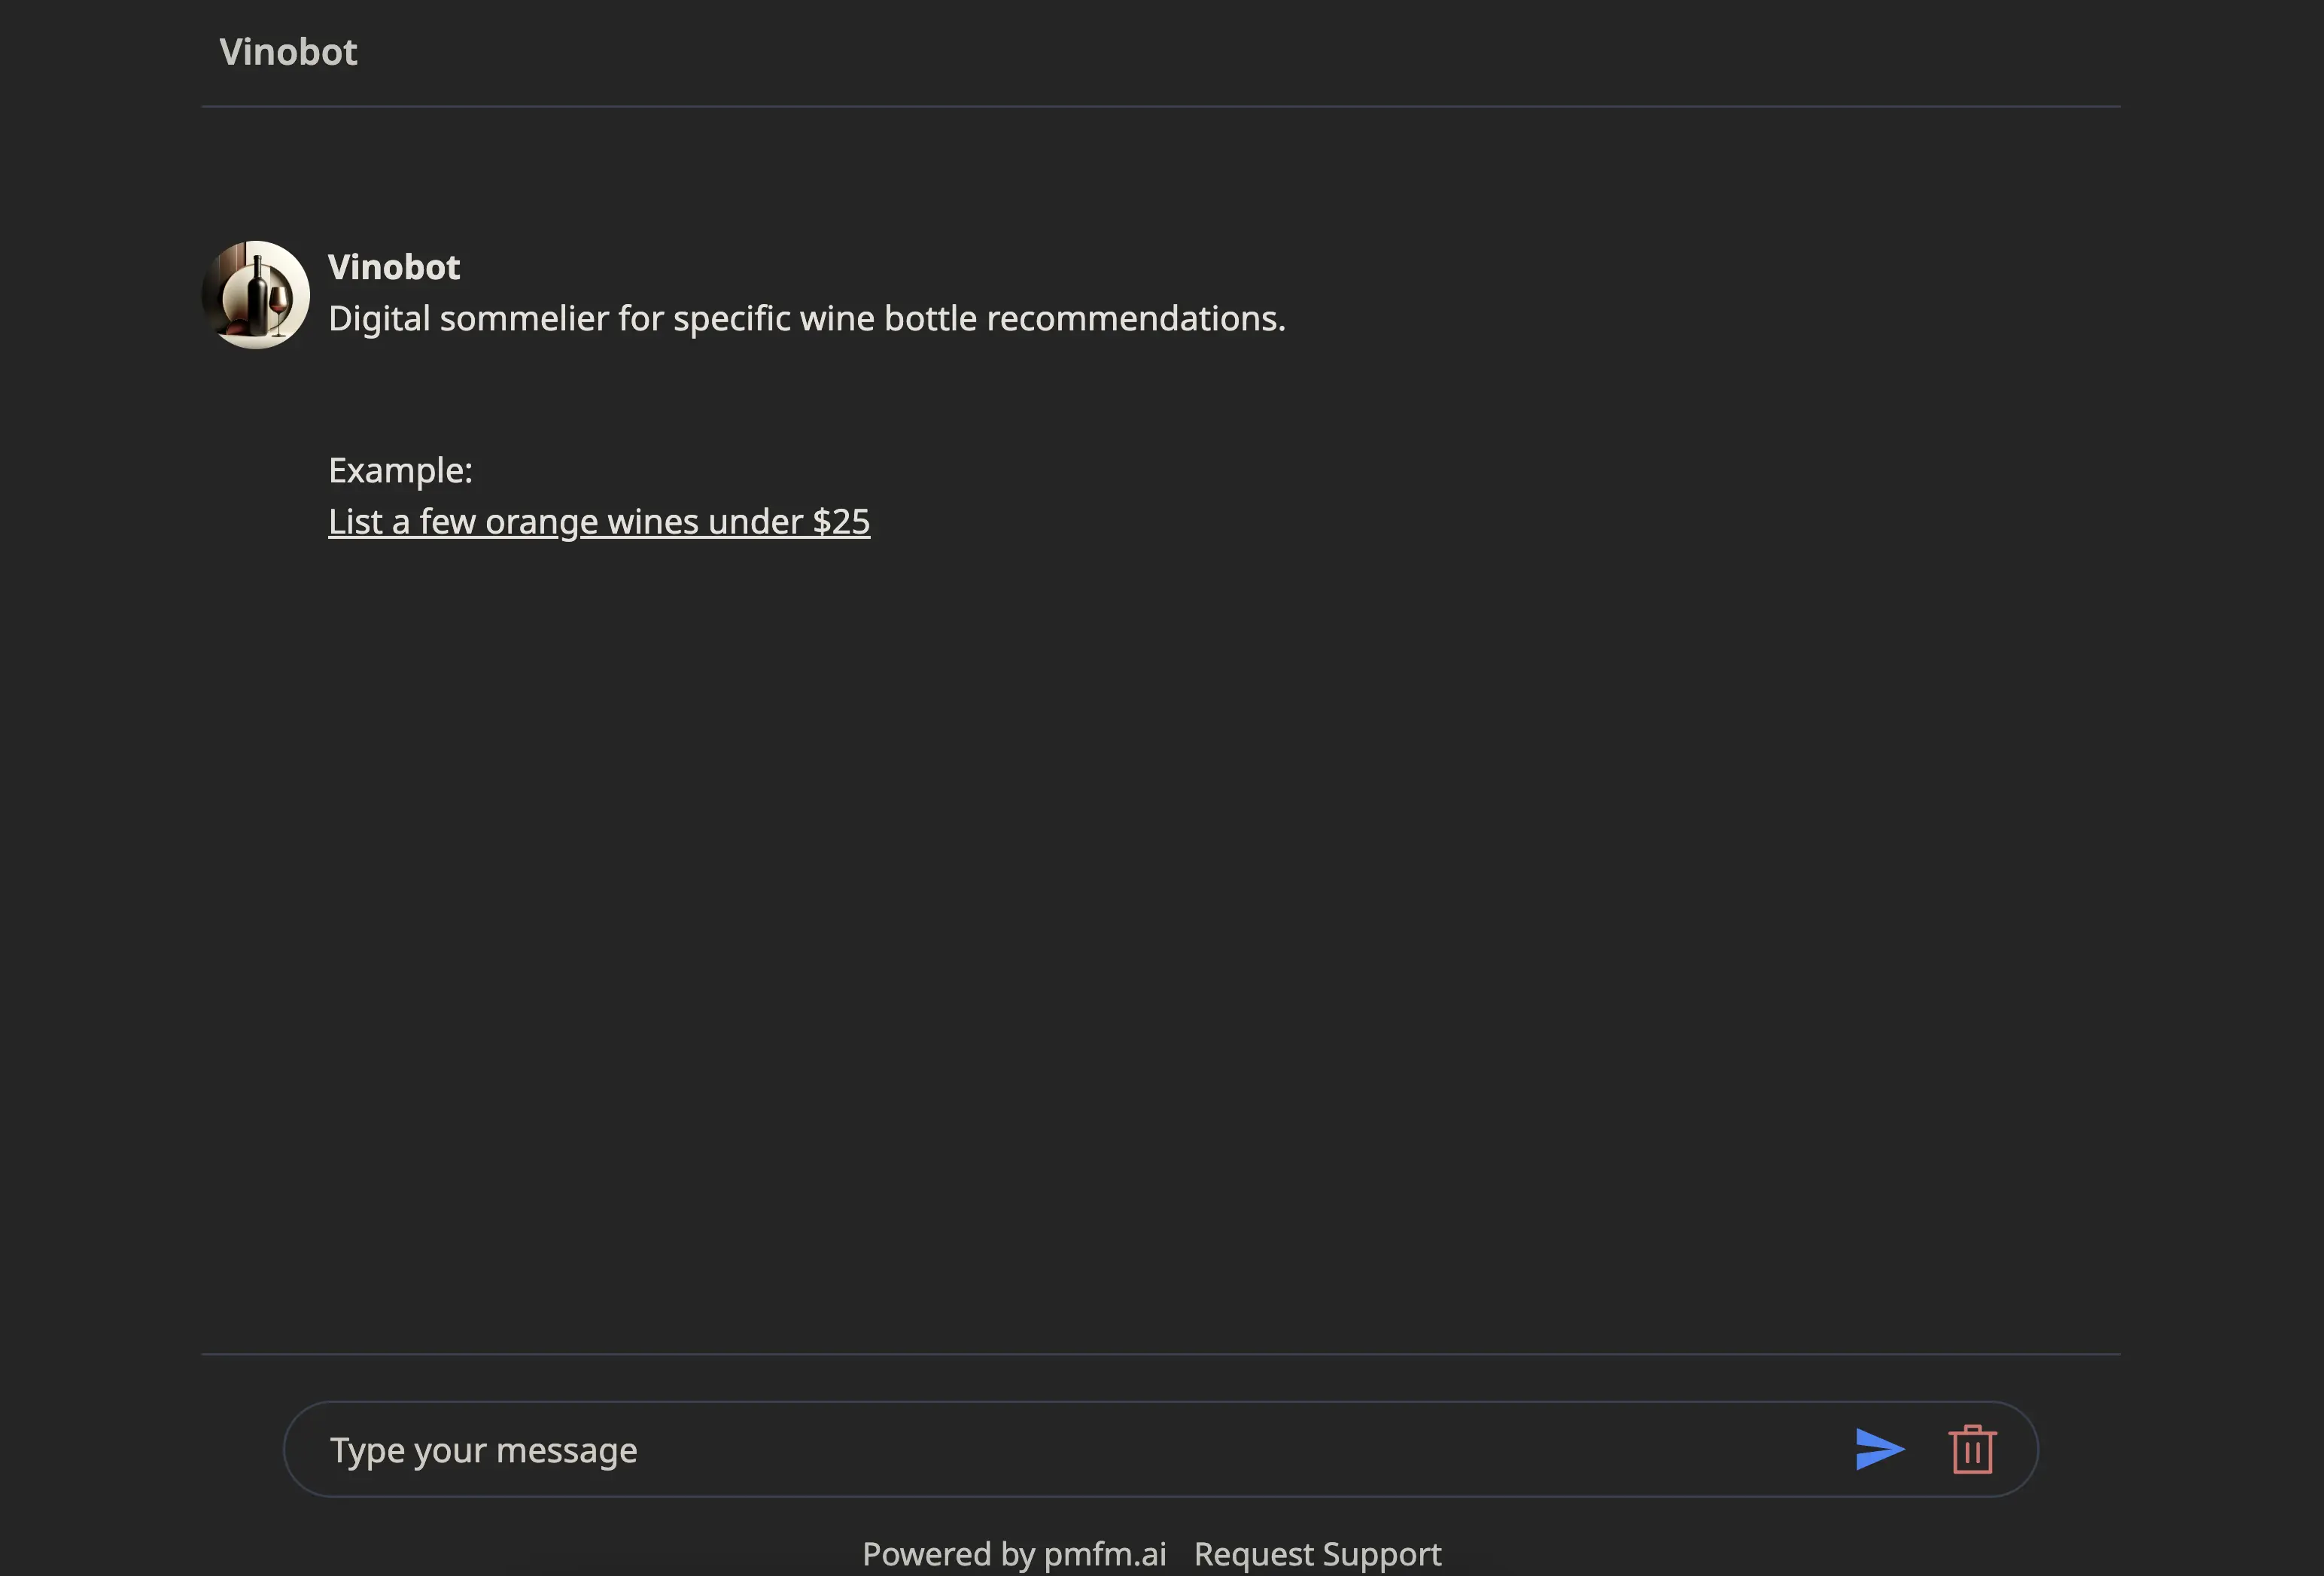 Vinobot
Vinobot
Digital sommelier for specific wine bottle recommendations.
Example:
List a few orange wines under $25
Type your message
Powered by pmfm.ai Request Support